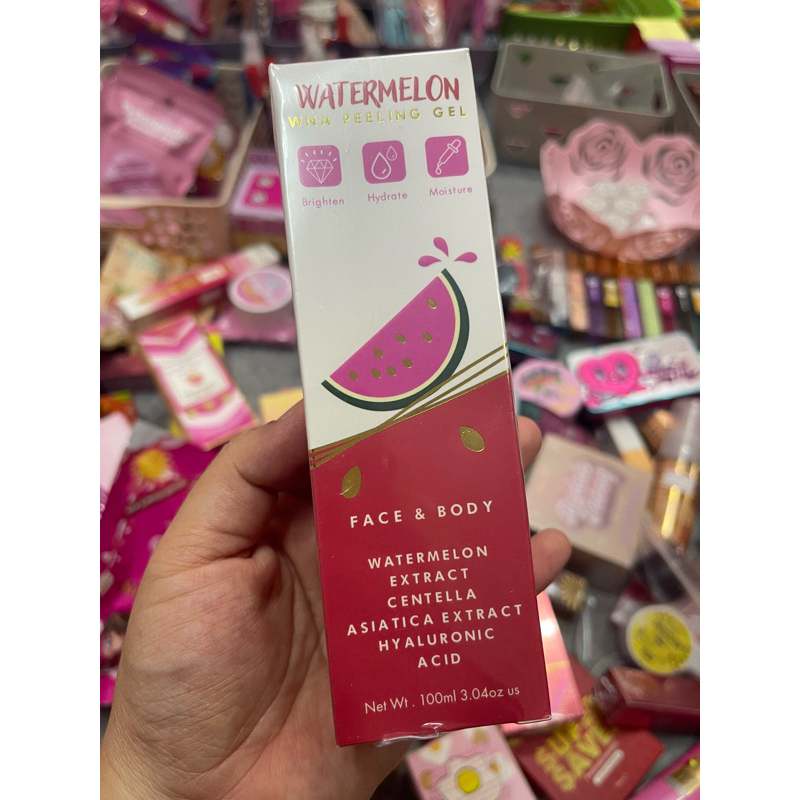 WATERMELON
WNA PEELING GEL
Brighten
Hydrate
Moisture
FACE & BODY
WATERMELON
EXTRACT
CENTELLA
ASIATICA EXTRACT
HYALURONIC
ACID
Net Wt . 100ml 3.04oz us